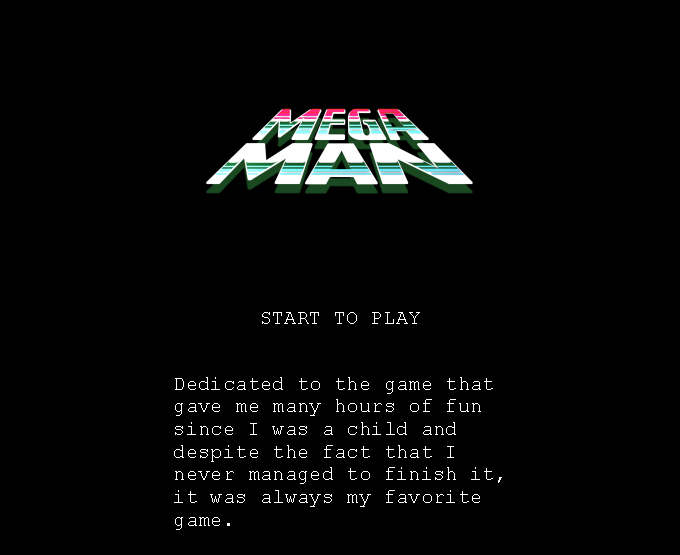 MEGA
MAN
START TO PLAY
Dedicated to the game that
gave me many hours of fun
since I was a child and
despite the fact that I
never managed to finish it,
it was always my favorite
game.